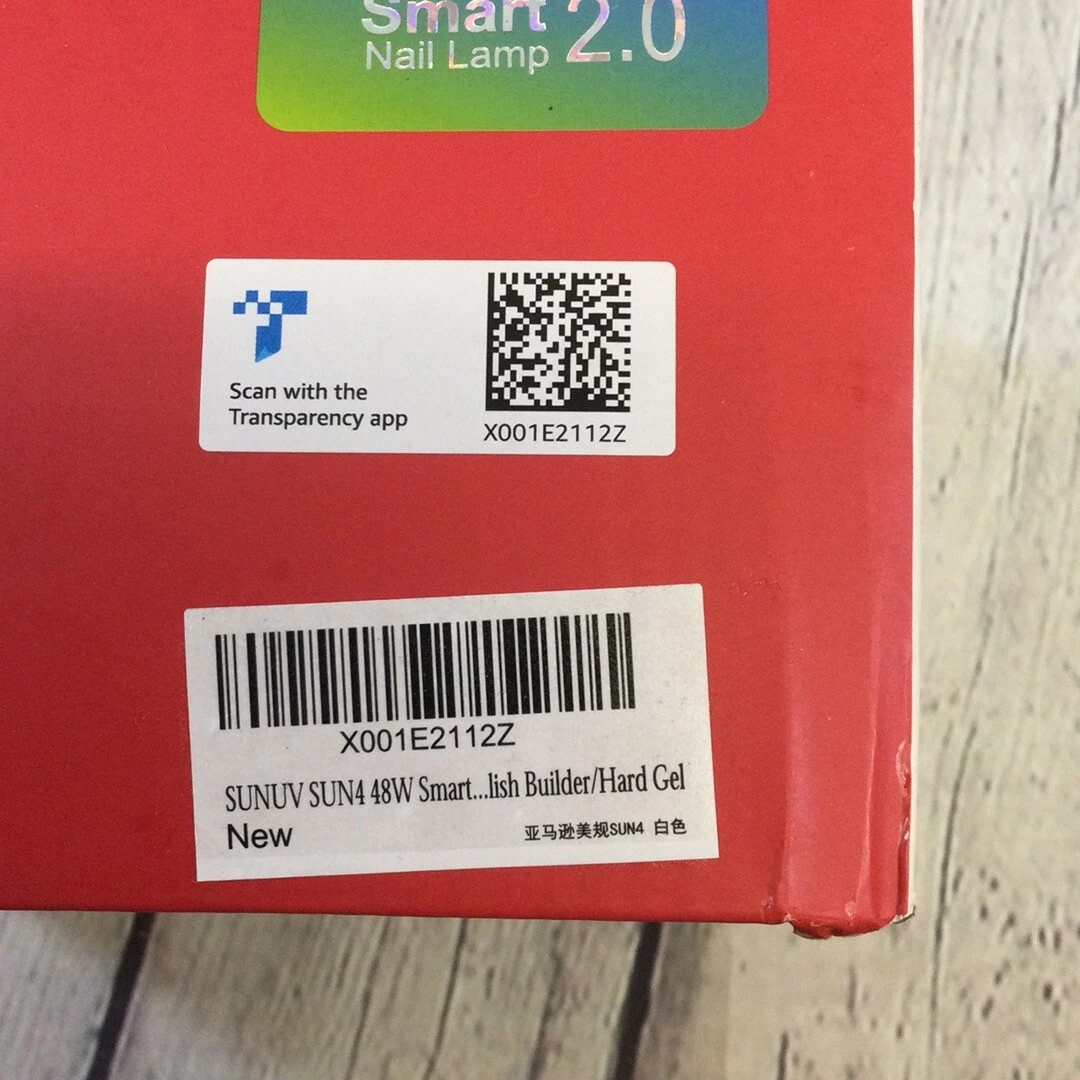 Smart 2.0
Nail Lamp
Scan with the
Transparency app
X001E2112Z
X001E2112Z
SUNUV SUN4 48W Smart...lish Builder/Hard Gel
New
亚马逊美规SUN4 白色